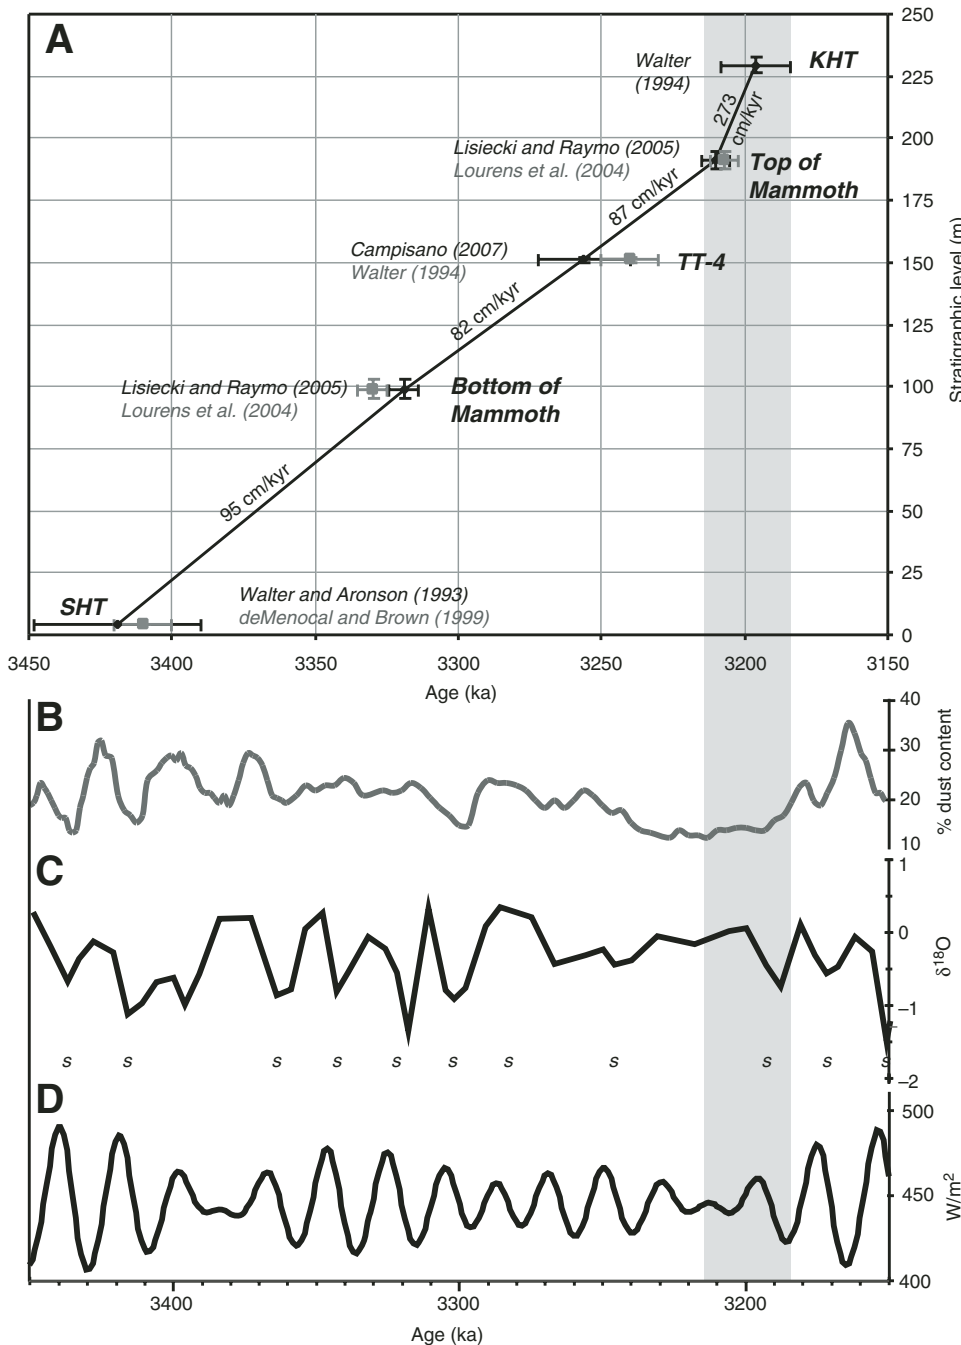 A
250
225
200
175
150
125
100
75
50
25
0
Stratigraphic level (m)
Walter
(1994)
KHT
273
cm/kyr
Lisiecki and Raymo (2005)
Lourens et al. (2004)
Top of
Mammoth
87 cm/kyr
Campisano (2007)
Walter (1994)
TT-4
82 cm/kyr
Lisiecki and Raymo (2005)
Lourens et al. (2004)
Bottom of
Mammoth
95 cm/kyr
SHT
Walter and Aronson (1993)
deMenocal and Brown (1999)
3450 3400 3350 3300 3250 3200 3150
Age (ka)
B
40
30
20
10
% dust content
C
1
0
–1
–2
δ18O
s s s s s s s s s s s
D
500
450
400
W/m2
3400 3300 3200
Age (ka)